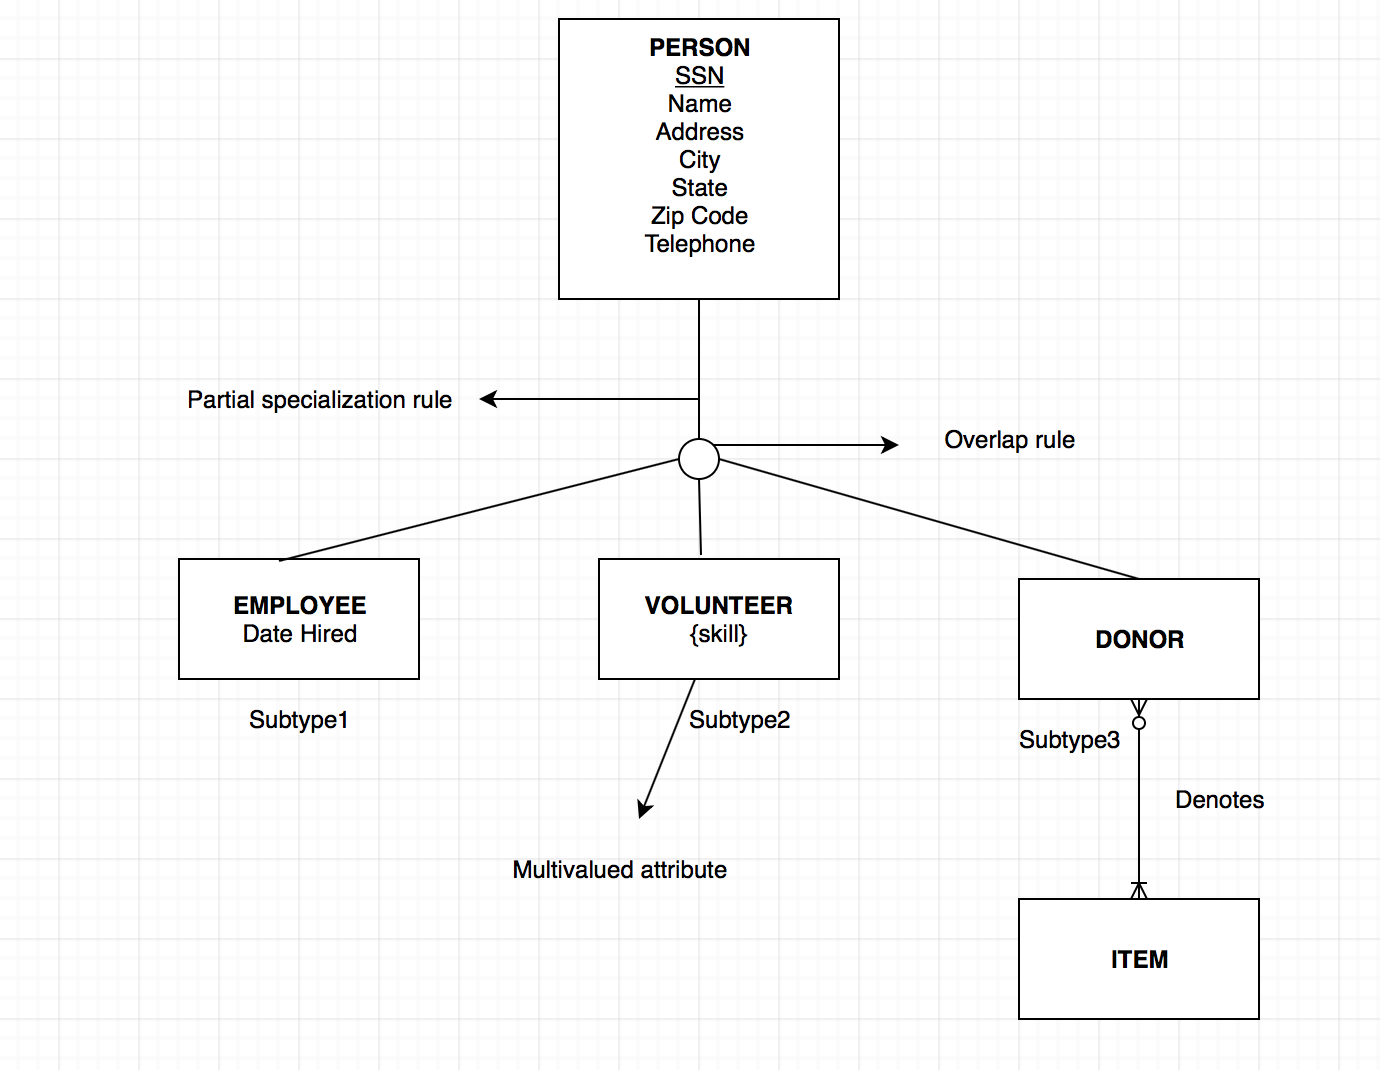 PERSON
SSN
Name
Address
City
State
Zip Code
Telephone
Partial specialization rule
Overlap rule
EMPLOYEE
Date Hired
VOLUNTEER
{skill}
DONOR
Subtype1
Subtype2
Subtype3
Denotes
Multivalued attribute
ITEM